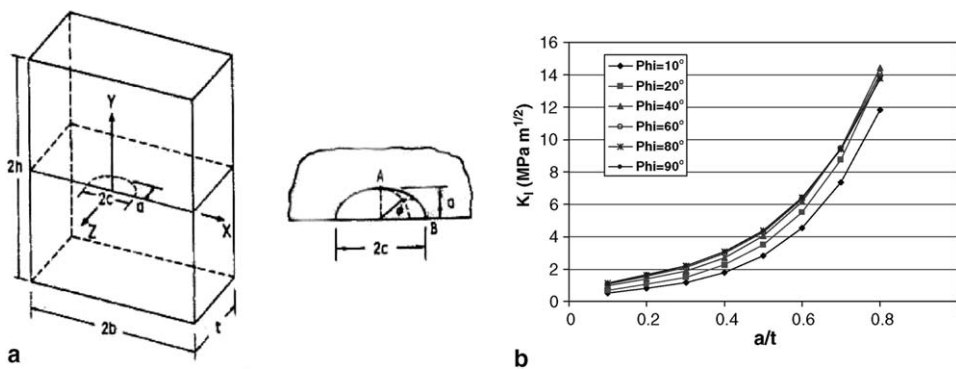 Y
2h
2c
a
Z
X
2b
t
a
A
a
ϕ
B
2c
K_I (MPa m^{1/2})
16
14
12
10
8
6
4
2
0
Phi=10°
Phi=20°
Phi=40°
Phi=60°
Phi=80°
Phi=90°
0 0.2 0.4 0.6 0.8 1
a/t
b